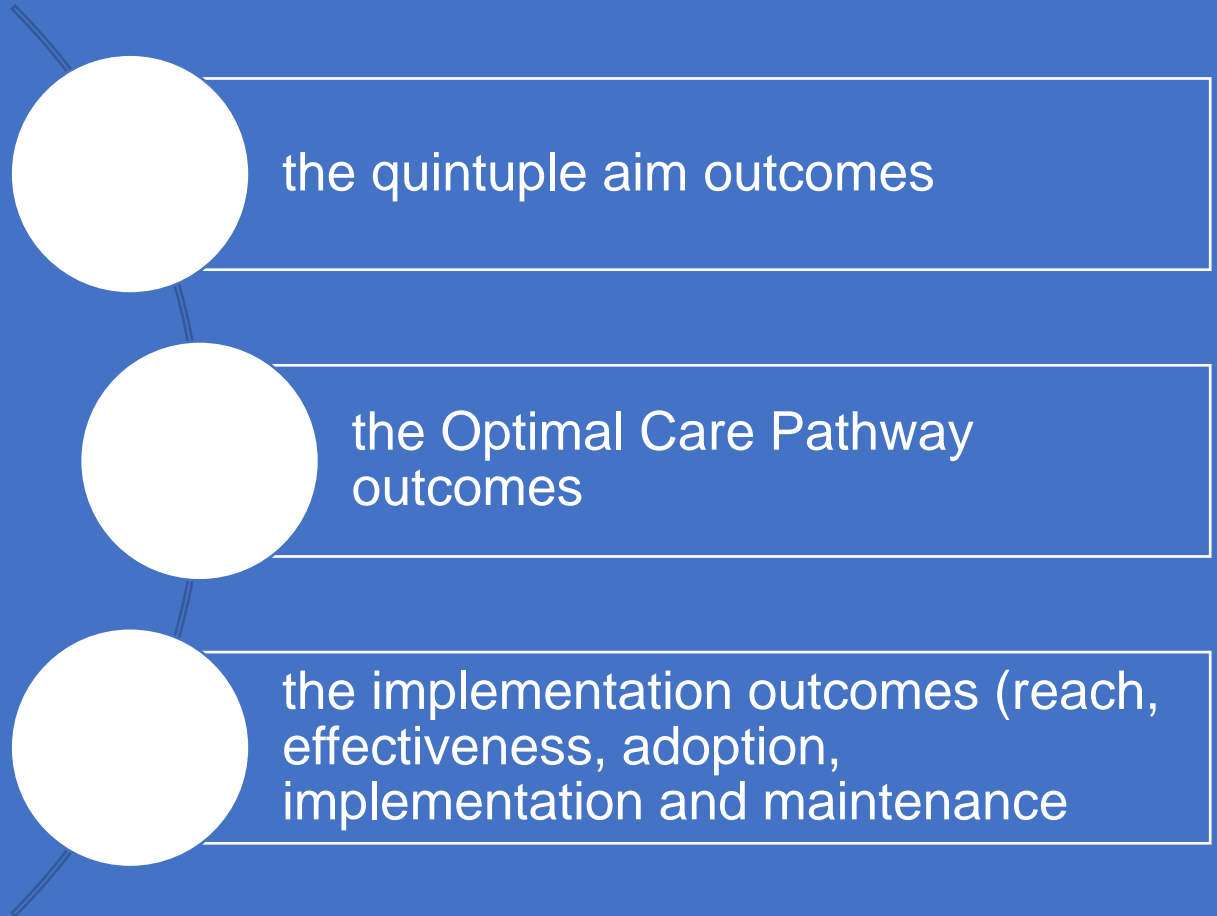 the quintuple aim outcomes
the Optimal Care Pathway
outcomes
the implementation outcomes (reach,
effectiveness, adoption,
implementation and maintenance